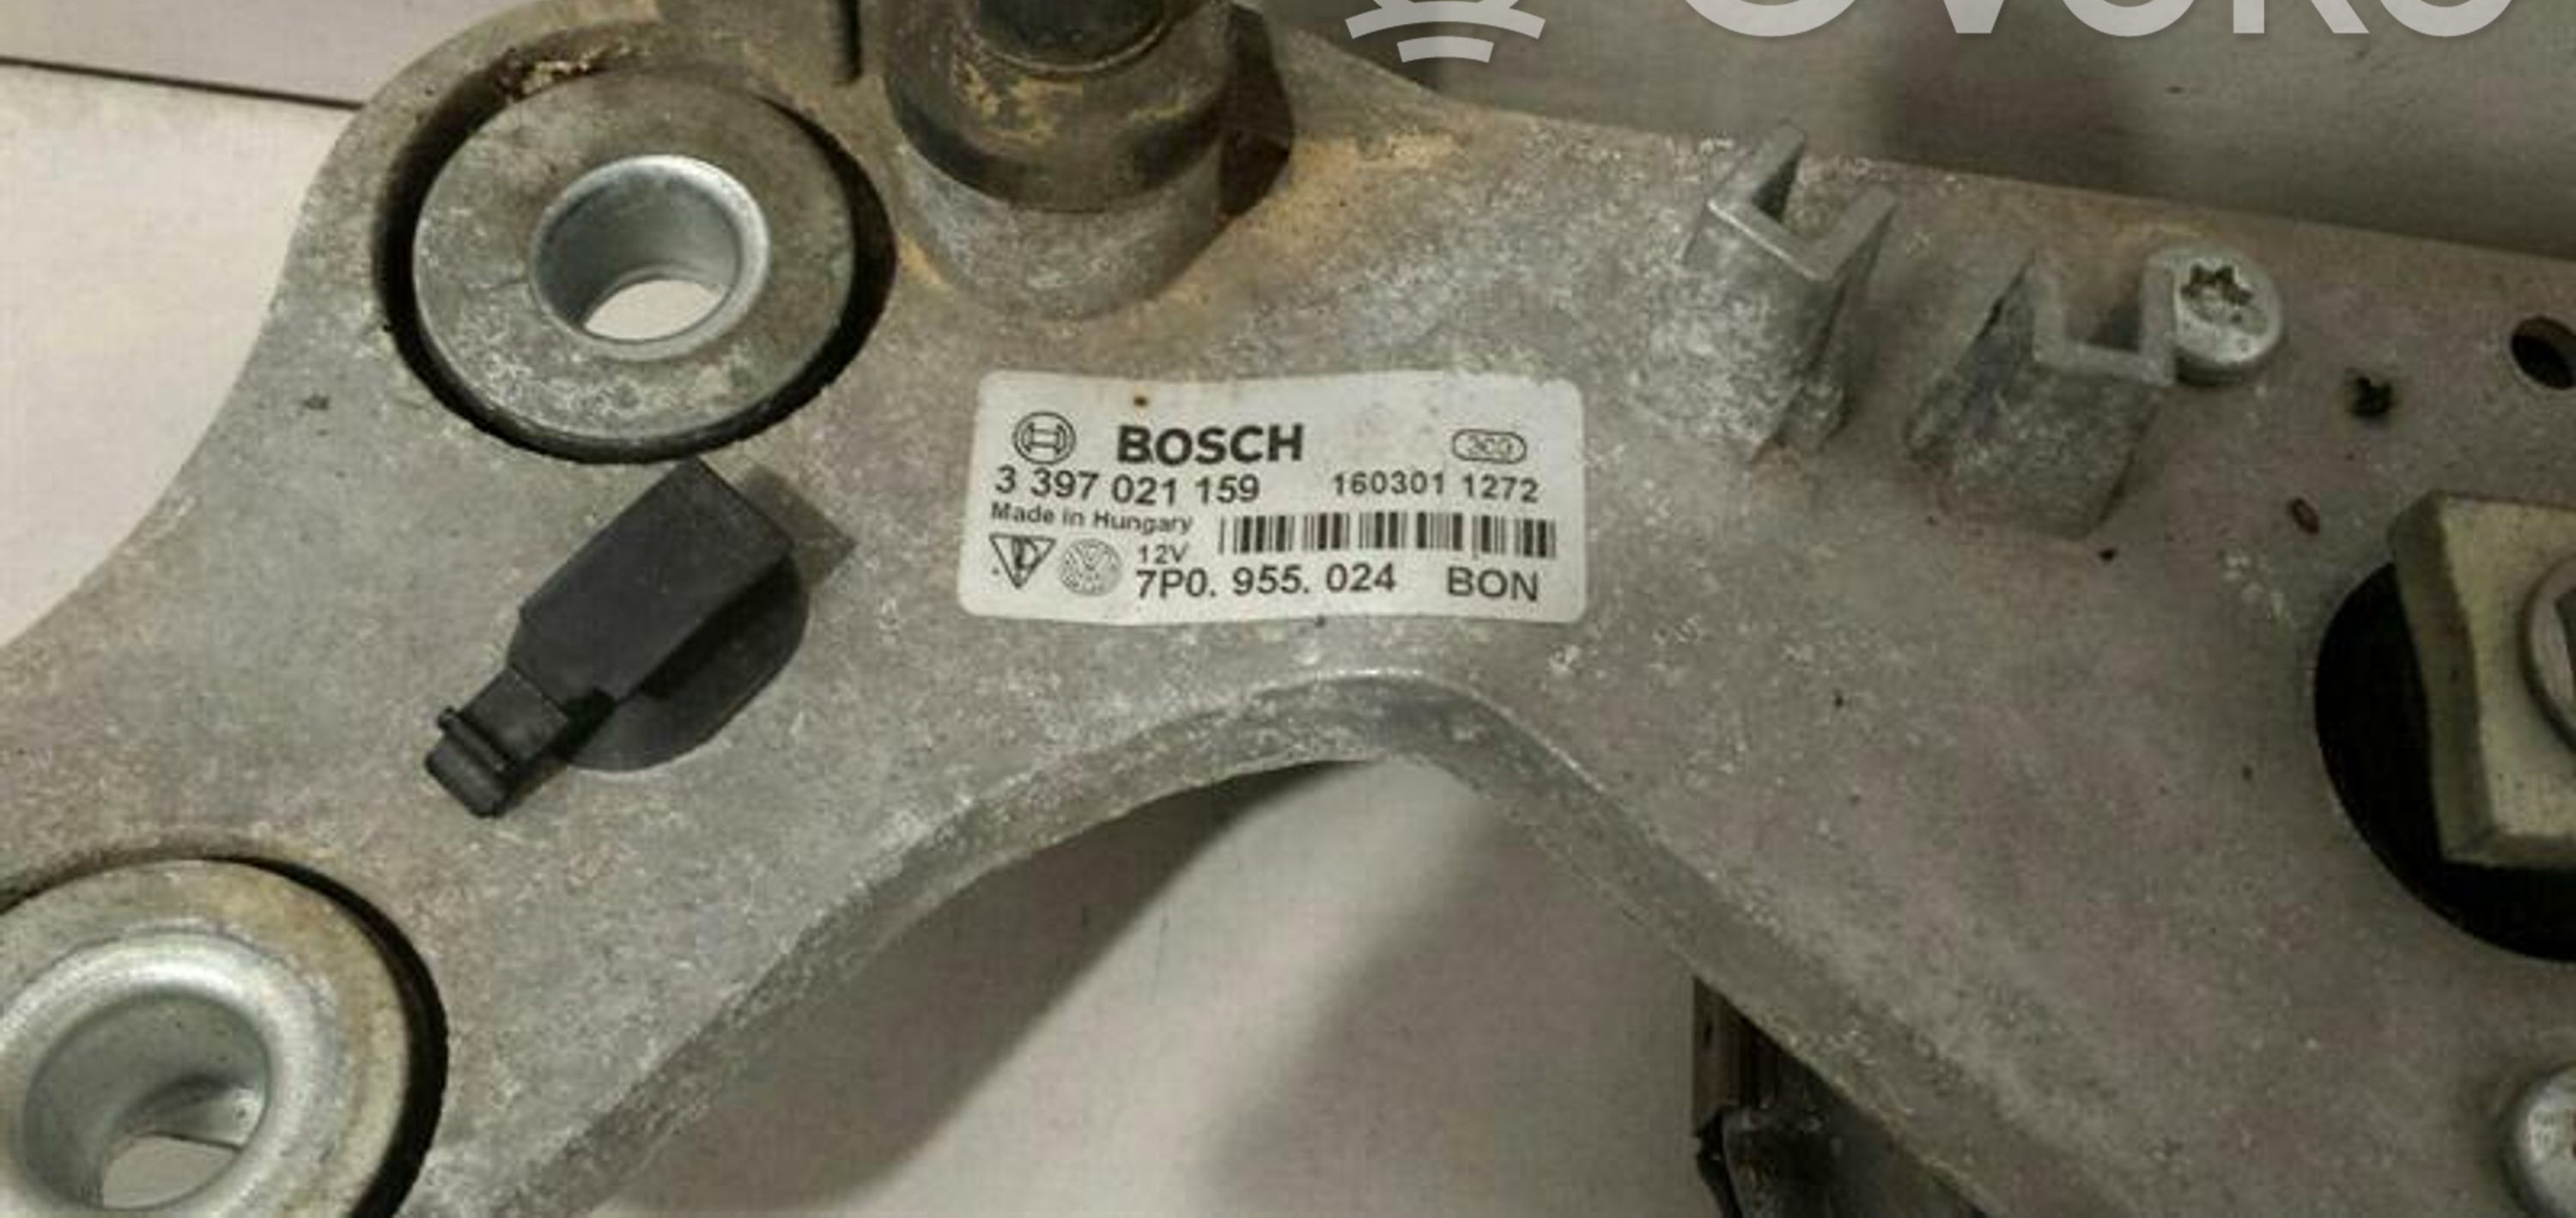 BOSCH
3 397 021 159 160301 1272
Made in Hungary
12V
7P0. 955. 024 BON